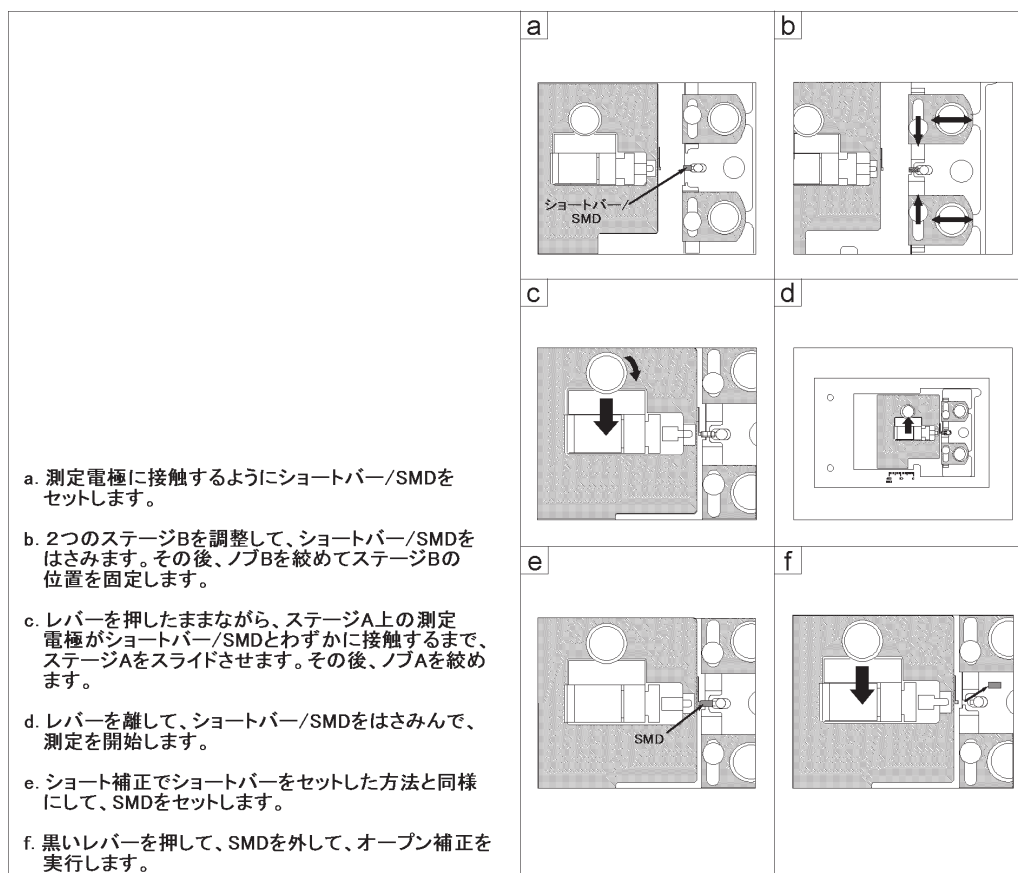 a. 測定電極に接触するようにショートバー/SMDを
セットします。
b. 2つのステージBを調整して、ショートバー/SMDを
はさみます。その後、ノブBを絞めてステージBの
位置を固定します。
c. レバーを押したままながら、ステージA上の測定
電極がショートバー/SMDとわずかに接触するまで、
ステージAをスライドさせます。その後、ノブAを絞め
ます。
d. レバーを離して、ショートバー/SMDをはさみんで、
測定を開始します。
e. ショート補正でショートバーをセットした方法と同様
にして、SMDをセットします。
f. 黒いレバーを押して、SMDを外して、オープン補正を
実行します。
a
ショートバー/
SMD
b
c
d
e
SMD
f